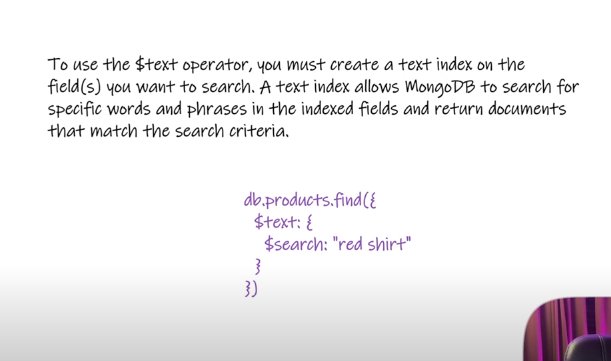 To use the $text operator, you must create a text index on the
field(s) you want to search. A text index allows MongoDB to search for
specific words and phrases in the indexed fields and return documents
that match the search criteria.
db.products.find({
$text: {
$search: "red shirt"
}
})